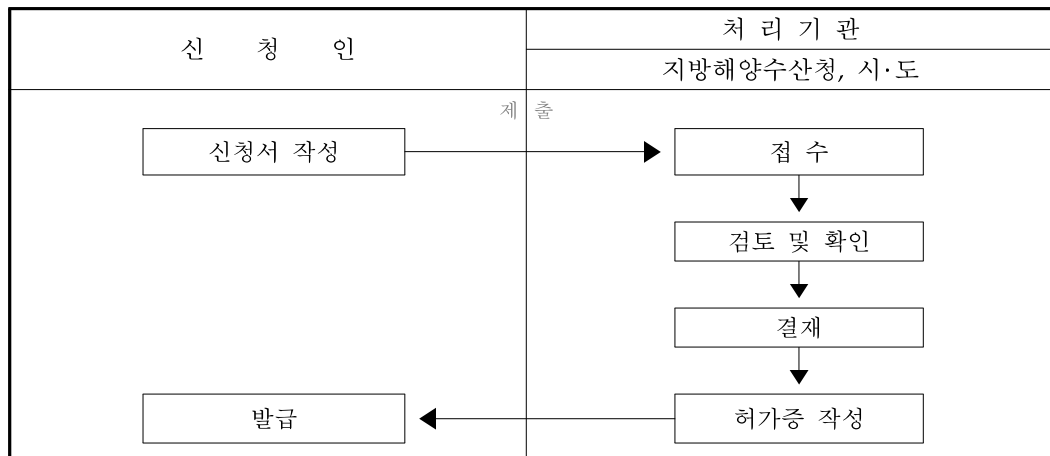 신 청 인
처 리 기 관
지방해양수산청, 시·도
제 출
신청서 작성
접 수
검토 및 확인
결재
발급
허가증 작성